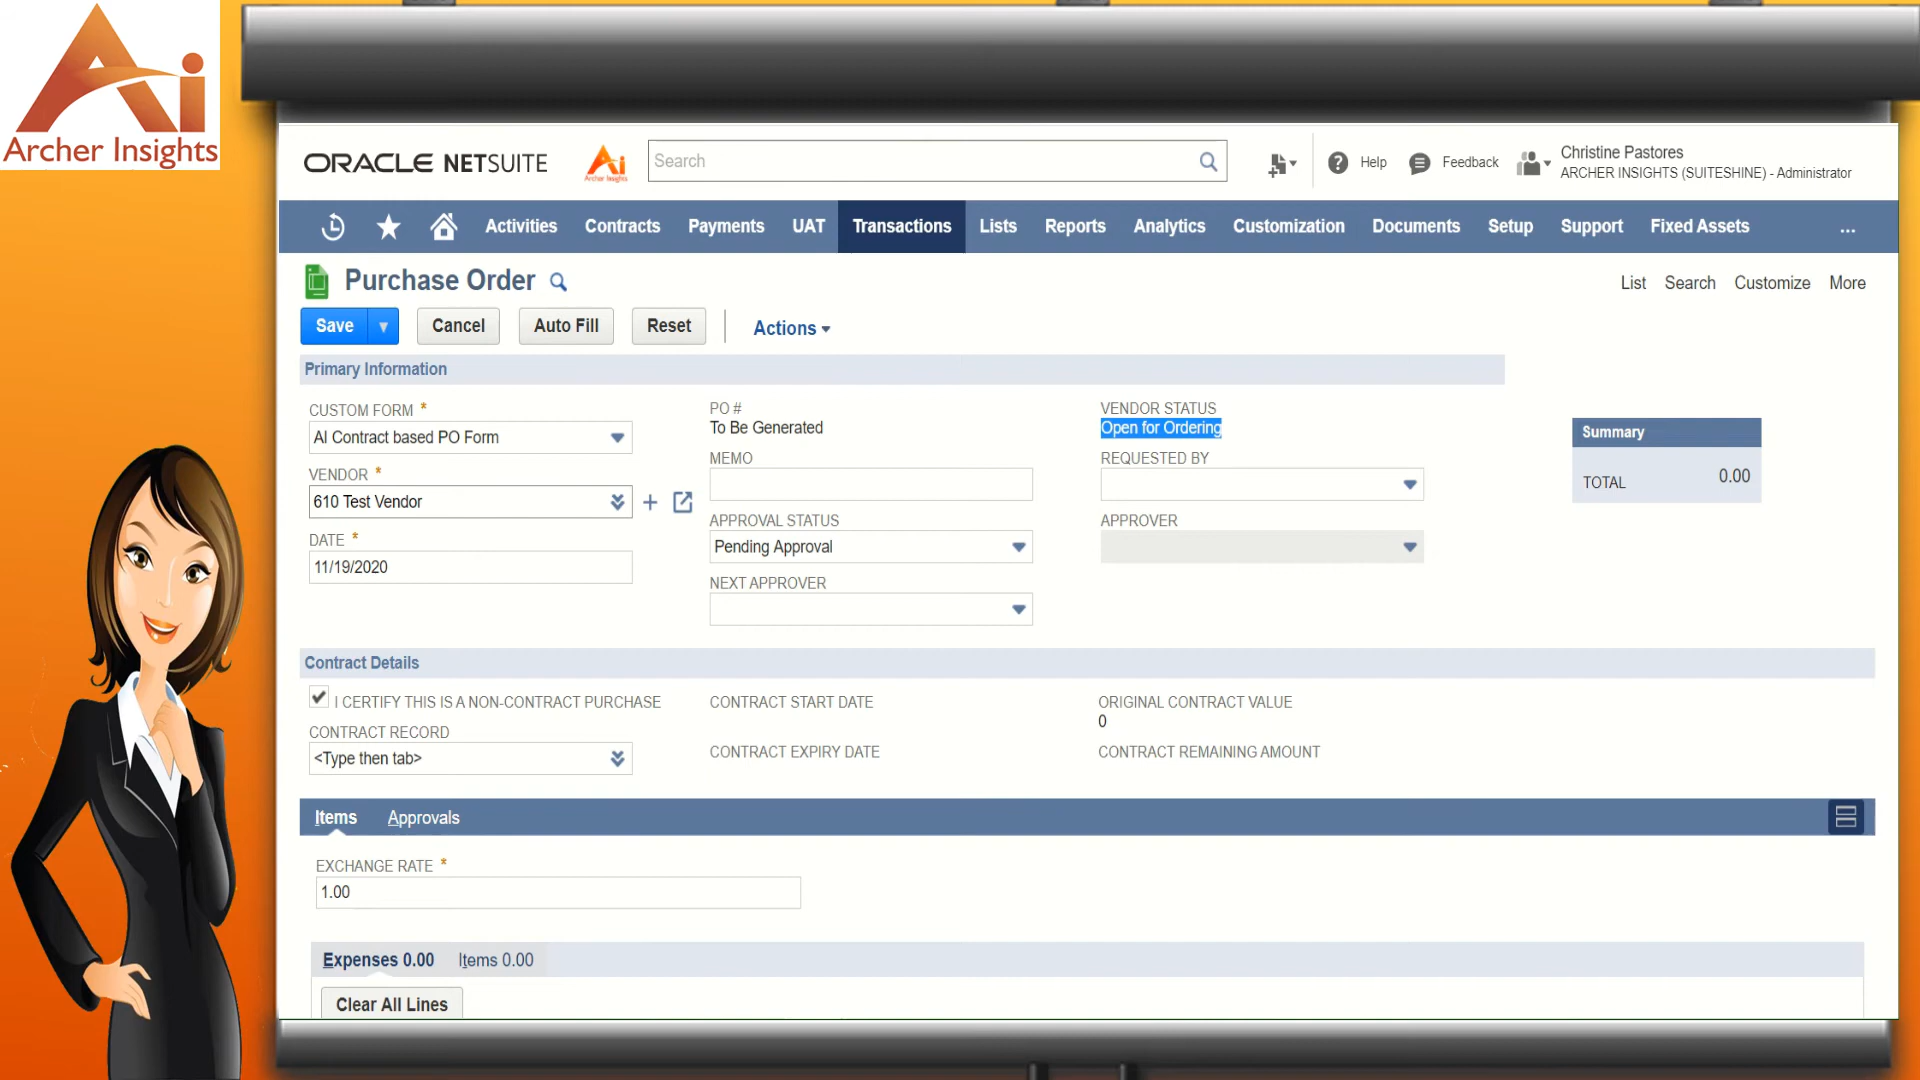 Archer Insights
ORACLE NETSUITE
Archer Insights
Search
Help
Feedback
Christine Pastores
ARCHER INSIGHTS (SUITESHINE) - Administrator
Activities Contracts Payments UAT Transactions Lists Reports Analytics Customization Documents Setup Support Fixed Assets ...
Purchase Order
List Search Customize More
Save Cancel Auto Fill Reset Actions
Primary Information
CUSTOM FORM *
AI Contract based PO Form
VENDOR *
610 Test Vendor
DATE *
11/19/2020
PO #
To Be Generated
MEMO
APPROVAL STATUS
Pending Approval
NEXT APPROVER
VENDOR STATUS
Open for Ordering
REQUESTED BY
APPROVER
Summary
TOTAL 0.00
Contract Details
I CERTIFY THIS IS A NON-CONTRACT PURCHASE
CONTRACT RECORD
<Type then tab>
CONTRACT START DATE
CONTRACT EXPIRY DATE
ORIGINAL CONTRACT VALUE
0
CONTRACT REMAINING AMOUNT
Items Approvals
EXCHANGE RATE *
1.00
Expenses 0.00 Items 0.00
Clear All Lines